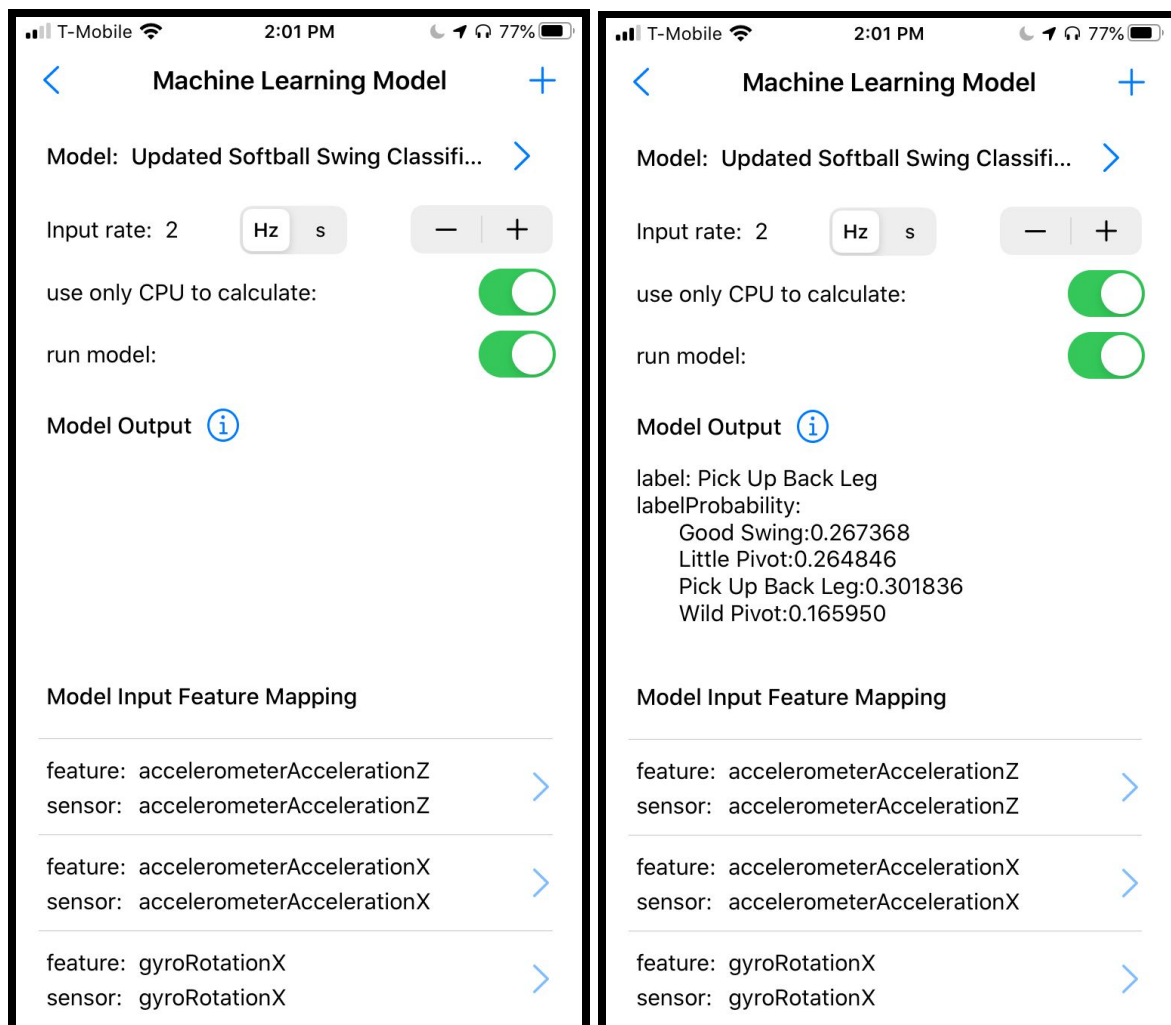 T-Mobile 2:01 PM 77%
Machine Learning Model
Model: Updated Softball Swing Classifi...
Input rate: 2 Hz s − +
use only CPU to calculate:
run model:
Model Output i
Model Input Feature Mapping
feature: accelerometerAccelerationZ
sensor: accelerometerAccelerationZ
feature: accelerometerAccelerationX
sensor: accelerometerAccelerationX
feature: gyroRotationX
sensor: gyroRotationX
T-Mobile 2:01 PM 77%
Machine Learning Model
Model: Updated Softball Swing Classifi...
Input rate: 2 Hz s − +
use only CPU to calculate:
run model:
Model Output i
label: Pick Up Back Leg
labelProbability:
Good Swing:0.267368
Little Pivot:0.264846
Pick Up Back Leg:0.301836
Wild Pivot:0.165950
Model Input Feature Mapping
feature: accelerometerAccelerationZ
sensor: accelerometerAccelerationZ
feature: accelerometerAccelerationX
sensor: accelerometerAccelerationX
feature: gyroRotationX
sensor: gyroRotationX